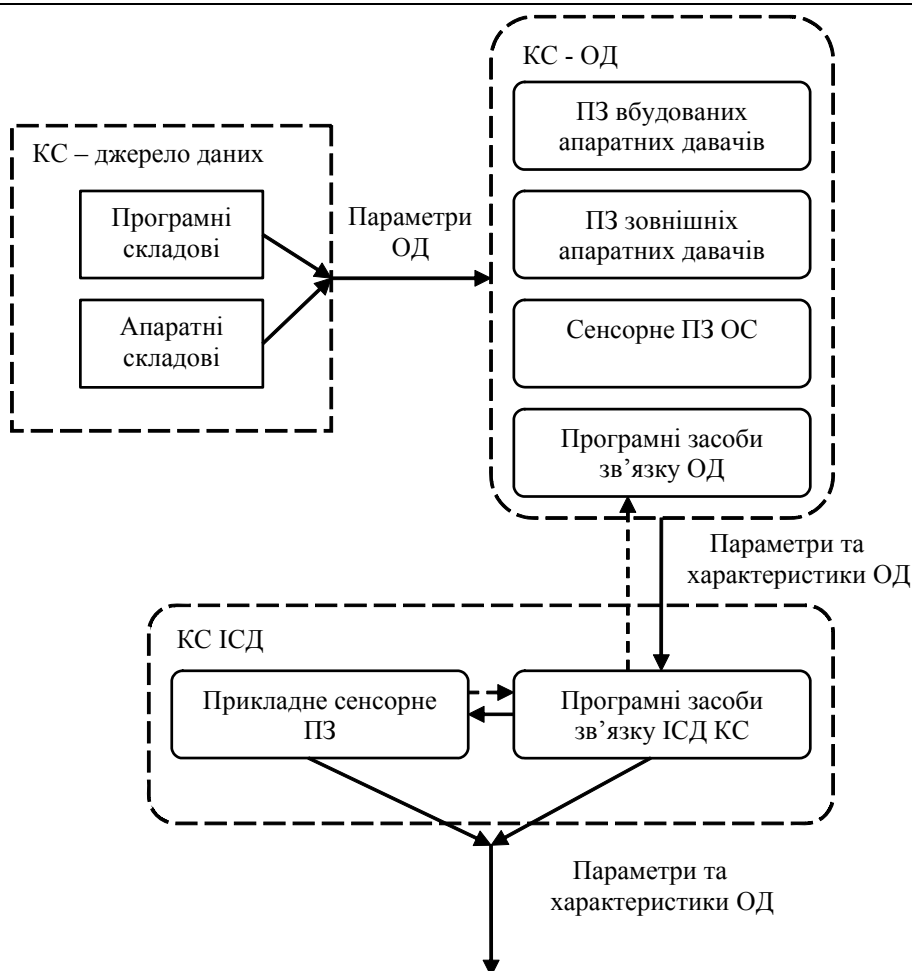 КС – джерело даних
Програмні
складові
Апаратні
складові
Параметри
ОД
КС - ОД
ПЗ вбудованих
апаратних давачів
ПЗ зовнішніх
апаратних давачів
Сенсорне ПЗ ОС
Програмні засоби
зв’язку ОД
Параметри та
характеристики ОД
КС ІСД
Прикладне сенсорне
ПЗ
Програмні засоби
зв’язку ІСД КС
Параметри та
характеристики ОД